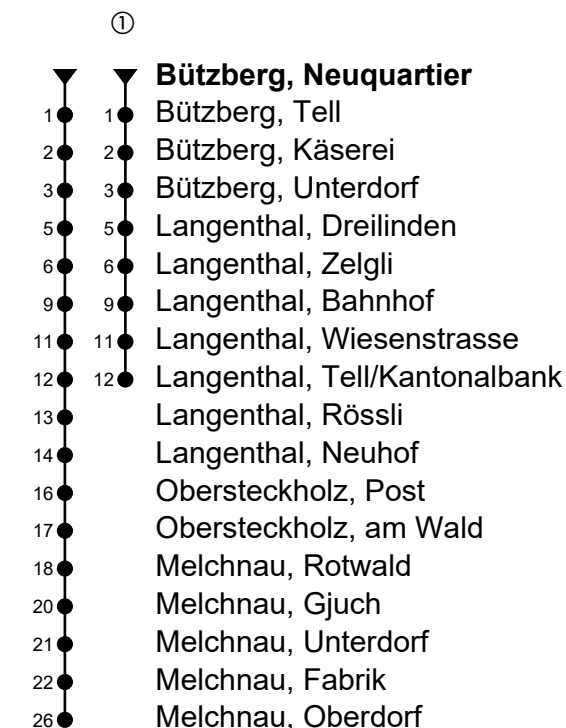 ①
Bützberg, Neuquartier
1 1 Bützberg, Tell
2 2 Bützberg, Käserei
3 3 Bützberg, Unterdorf
5 5 Langenthal, Dreilinden
6 6 Langenthal, Zelgli
9 9 Langenthal, Bahnhof
11 11 Langenthal, Wiesenstrasse
12 12 Langenthal, Tell/Kantonalbank
13 Langenthal, Rössli
14 Langenthal, Neuhof
16 Obersteckholz, Post
17 Obersteckholz, am Wald
18 Melchnau, Rotwald
20 Melchnau, Gjuch
21 Melchnau, Unterdorf
22 Melchnau, Fabrik
26 Melchnau, Oberdorf